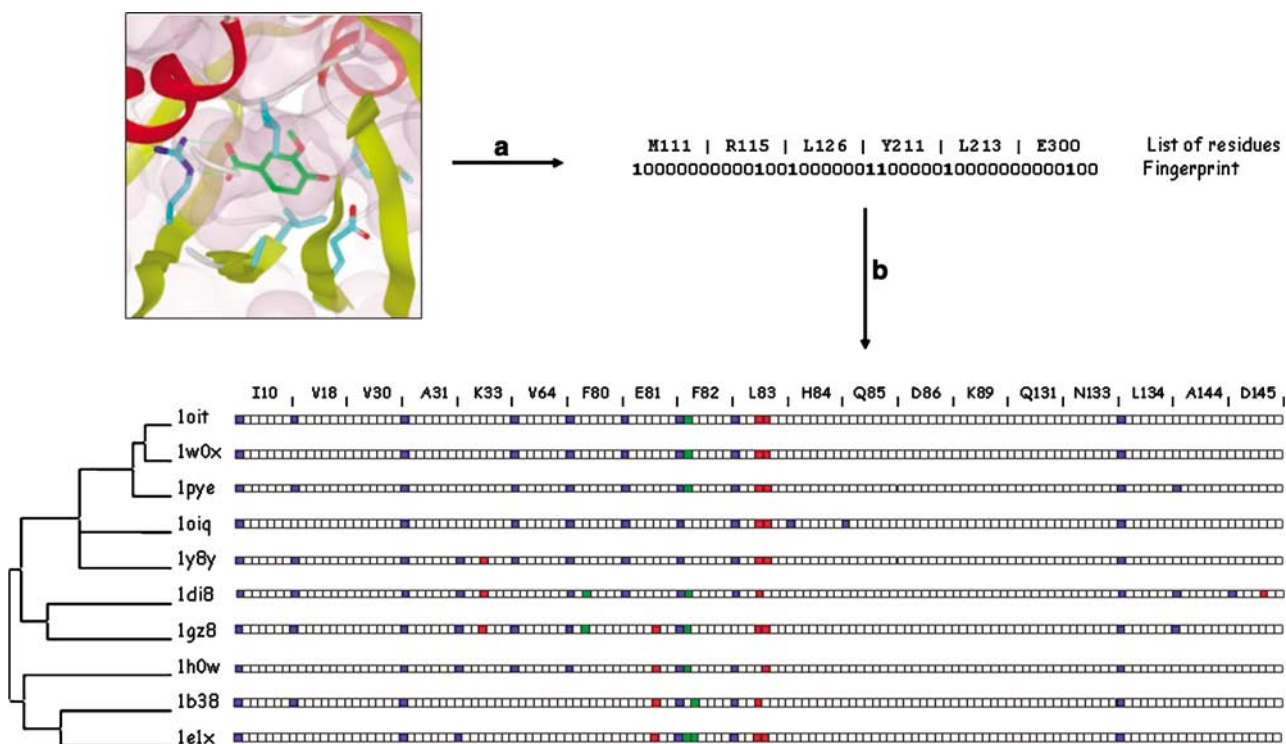 a
M111 | R115 | L126 | Y211 | L213 | E300 List of residues
100000000001001000000110000010000000000100 Fingerprint
b
I10 | V18 | V30 | A31 | K33 | V64 | F80 | E81 | F82 | L83 | H84 | Q85 | D86 | K89 | Q131 | N133 | L134 | A144 | D145 |
1oit
1w0x
1pye
1oiq
1y8y
1di8
1gz8
1h0w
1b38
1e1x